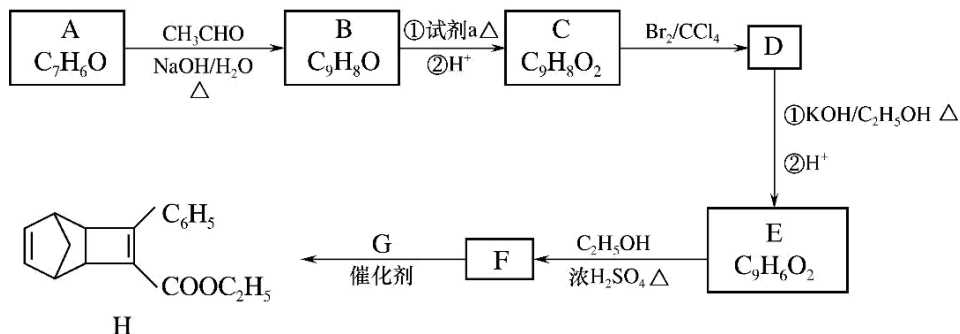 A
C₇H₆O
CH₃CHO
NaOH/H₂O
△
B
C₉H₈O
①试剂a△
②H⁺
C
C₉H₈O₂
Br₂/CCl₄
D
①KOH/C₂H₅OH △
②H⁺
E
C₉H₆O₂
C₂H₅OH
浓H₂SO₄△
F
G
催化剂
C₆H₅
COOC₂H₅
H